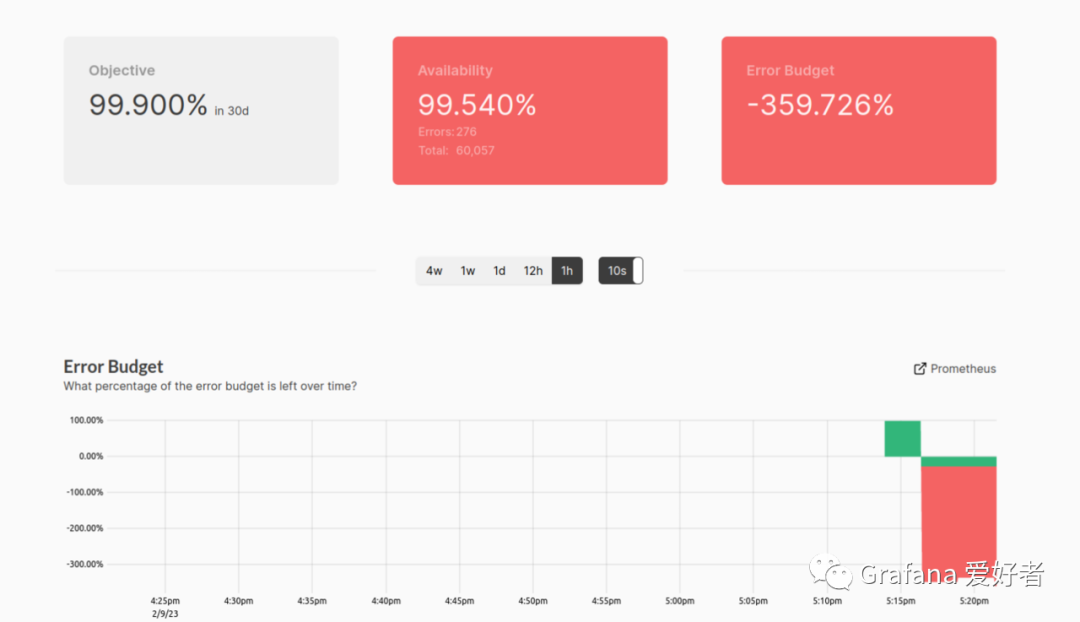 Objective
99.900% in 30d
Availability
99.540%
Errors: 276
Total: 60,057
Error Budget
-359.726%
4w 1w 1d 12h 1h 10s
Error Budget
What percentage of the error budget is left over time?
Prometheus
100.00%
0.00%
-100.00%
-200.00%
-300.00%
4:25pm 4:30pm 4:35pm 4:40pm 4:45pm 4:50pm 4:55pm 5:00pm 5:05pm 5:10pm 5:15pm 5:20pm
2/9/23
Grafana 爱好者